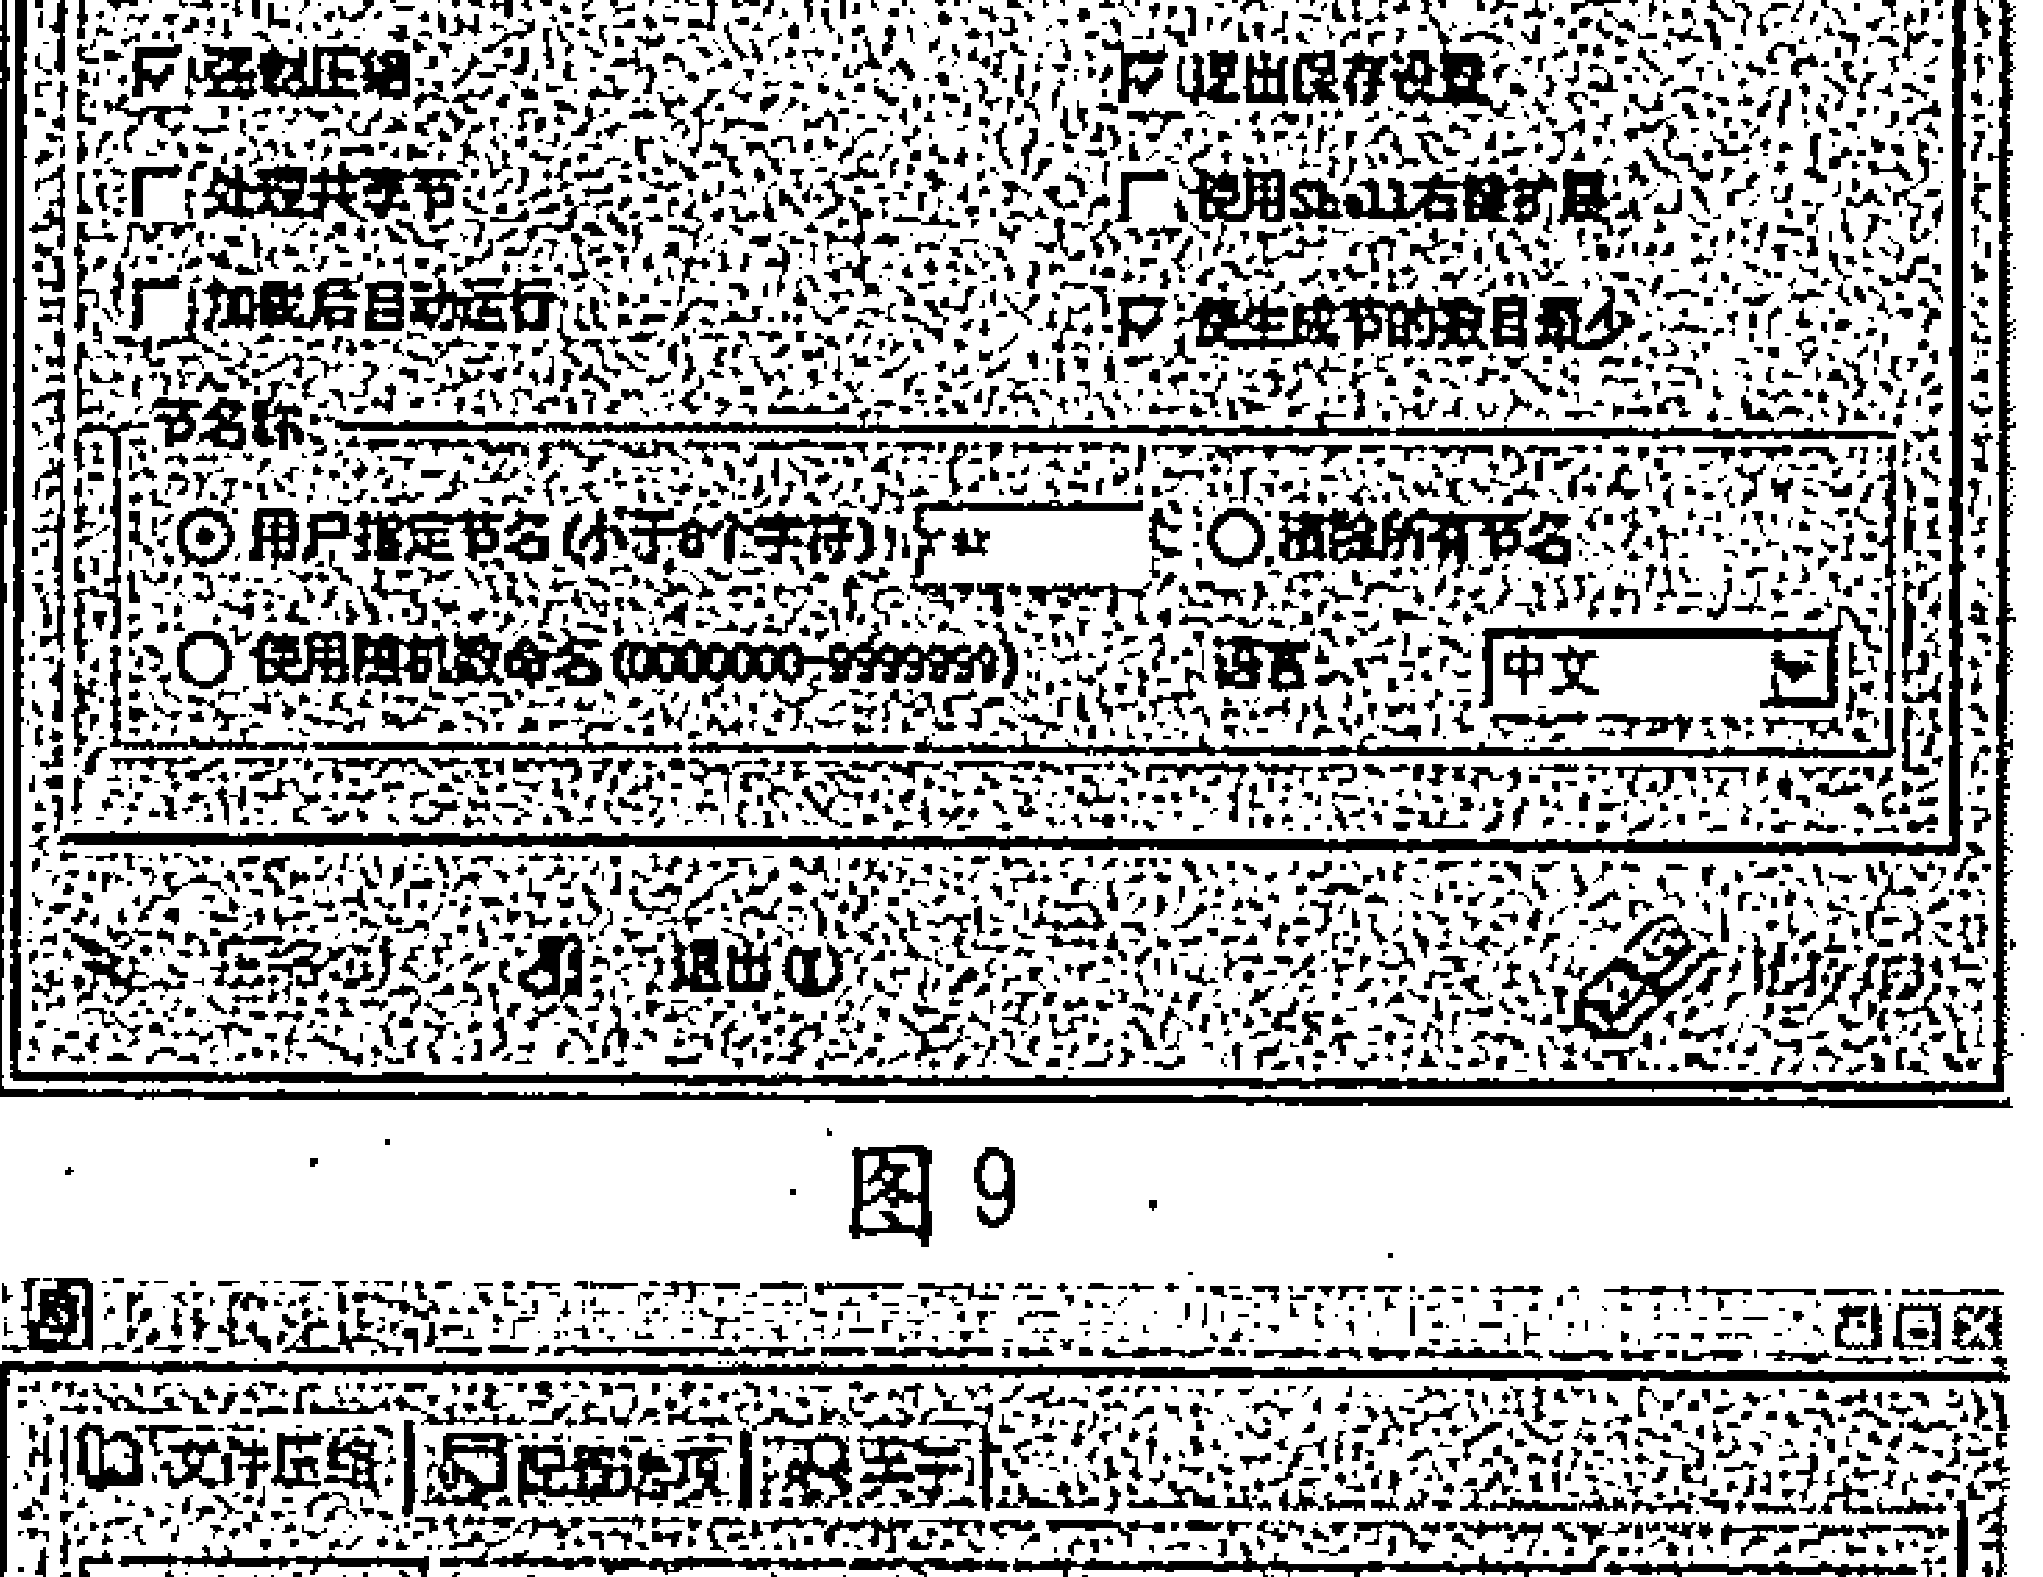 强制压缩 退出保存设置
处理共享节 使用Shell右键扩展
加载后自动运行 使生成节的数目最少
节名称
用户指定节名(小于8个字符) 清除所有节名
使用随机数命名(000000-999999) 语言 中文
退出
图 9
文件压缩 关于